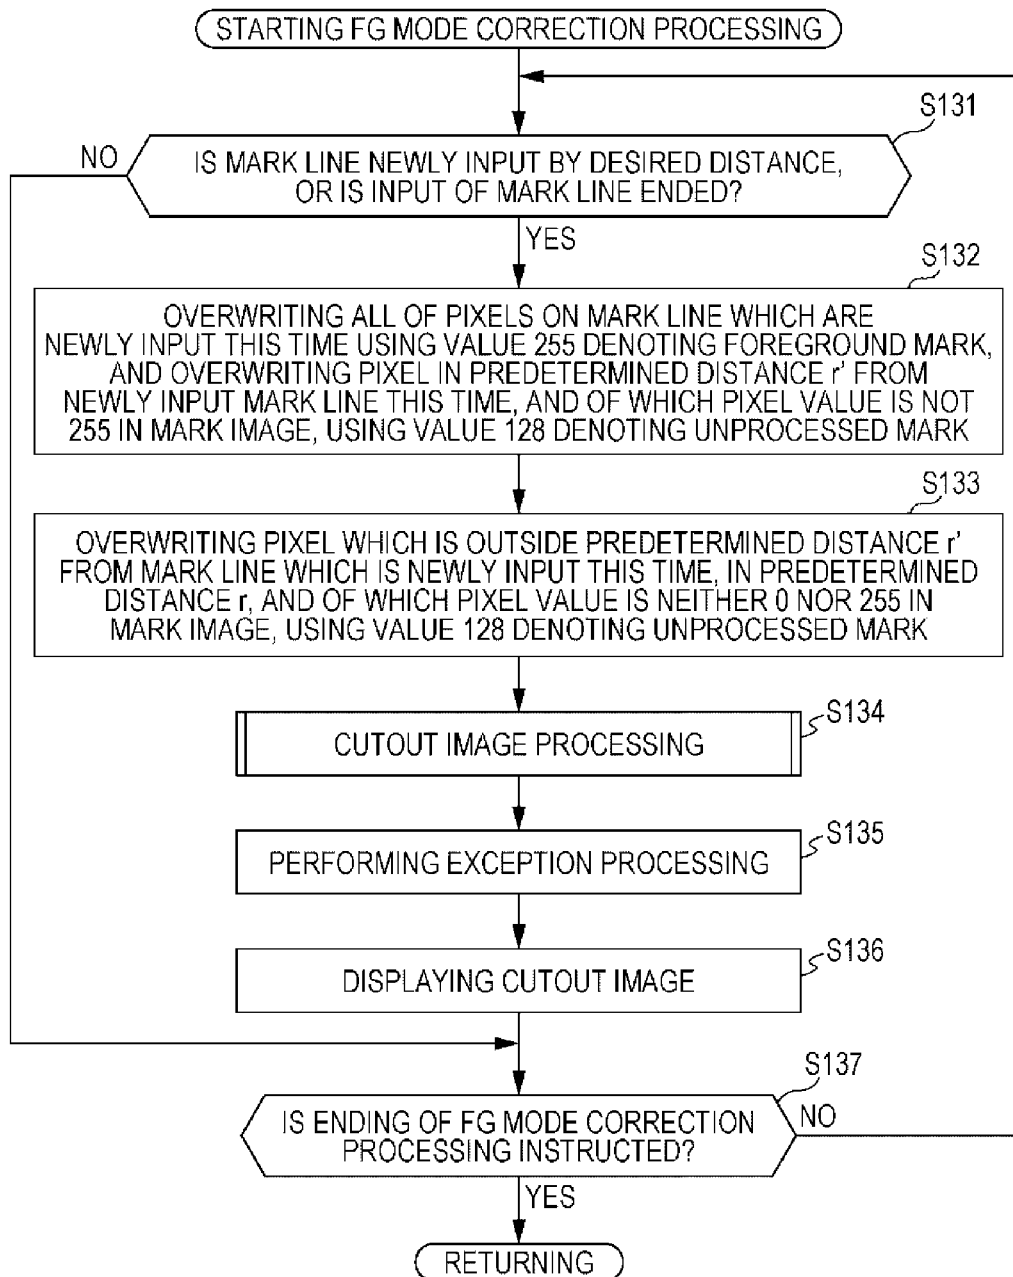 STARTING FG MODE CORRECTION PROCESSING
S131
NO
IS MARK LINE NEWLY INPUT BY DESIRED DISTANCE,
OR IS INPUT OF MARK LINE ENDED?
YES
S132
OVERWRITING ALL OF PIXELS ON MARK LINE WHICH ARE
NEWLY INPUT THIS TIME USING VALUE 255 DENOTING FOREGROUND MARK,
AND OVERWRITING PIXEL IN PREDETERMINED DISTANCE r' FROM
NEWLY INPUT MARK LINE THIS TIME, AND OF WHICH PIXEL VALUE IS NOT
255 IN MARK IMAGE, USING VALUE 128 DENOTING UNPROCESSED MARK
S133
OVERWRITING PIXEL WHICH IS OUTSIDE PREDETERMINED DISTANCE r'
FROM MARK LINE WHICH IS NEWLY INPUT THIS TIME, IN PREDETERMINED
DISTANCE r, AND OF WHICH PIXEL VALUE IS NEITHER 0 NOR 255 IN
MARK IMAGE, USING VALUE 128 DENOTING UNPROCESSED MARK
S134
CUTOUT IMAGE PROCESSING
S135
PERFORMING EXCEPTION PROCESSING
S136
DISPLAYING CUTOUT IMAGE
S137
IS ENDING OF FG MODE CORRECTION
PROCESSING INSTRUCTED?
NO
YES
RETURNING